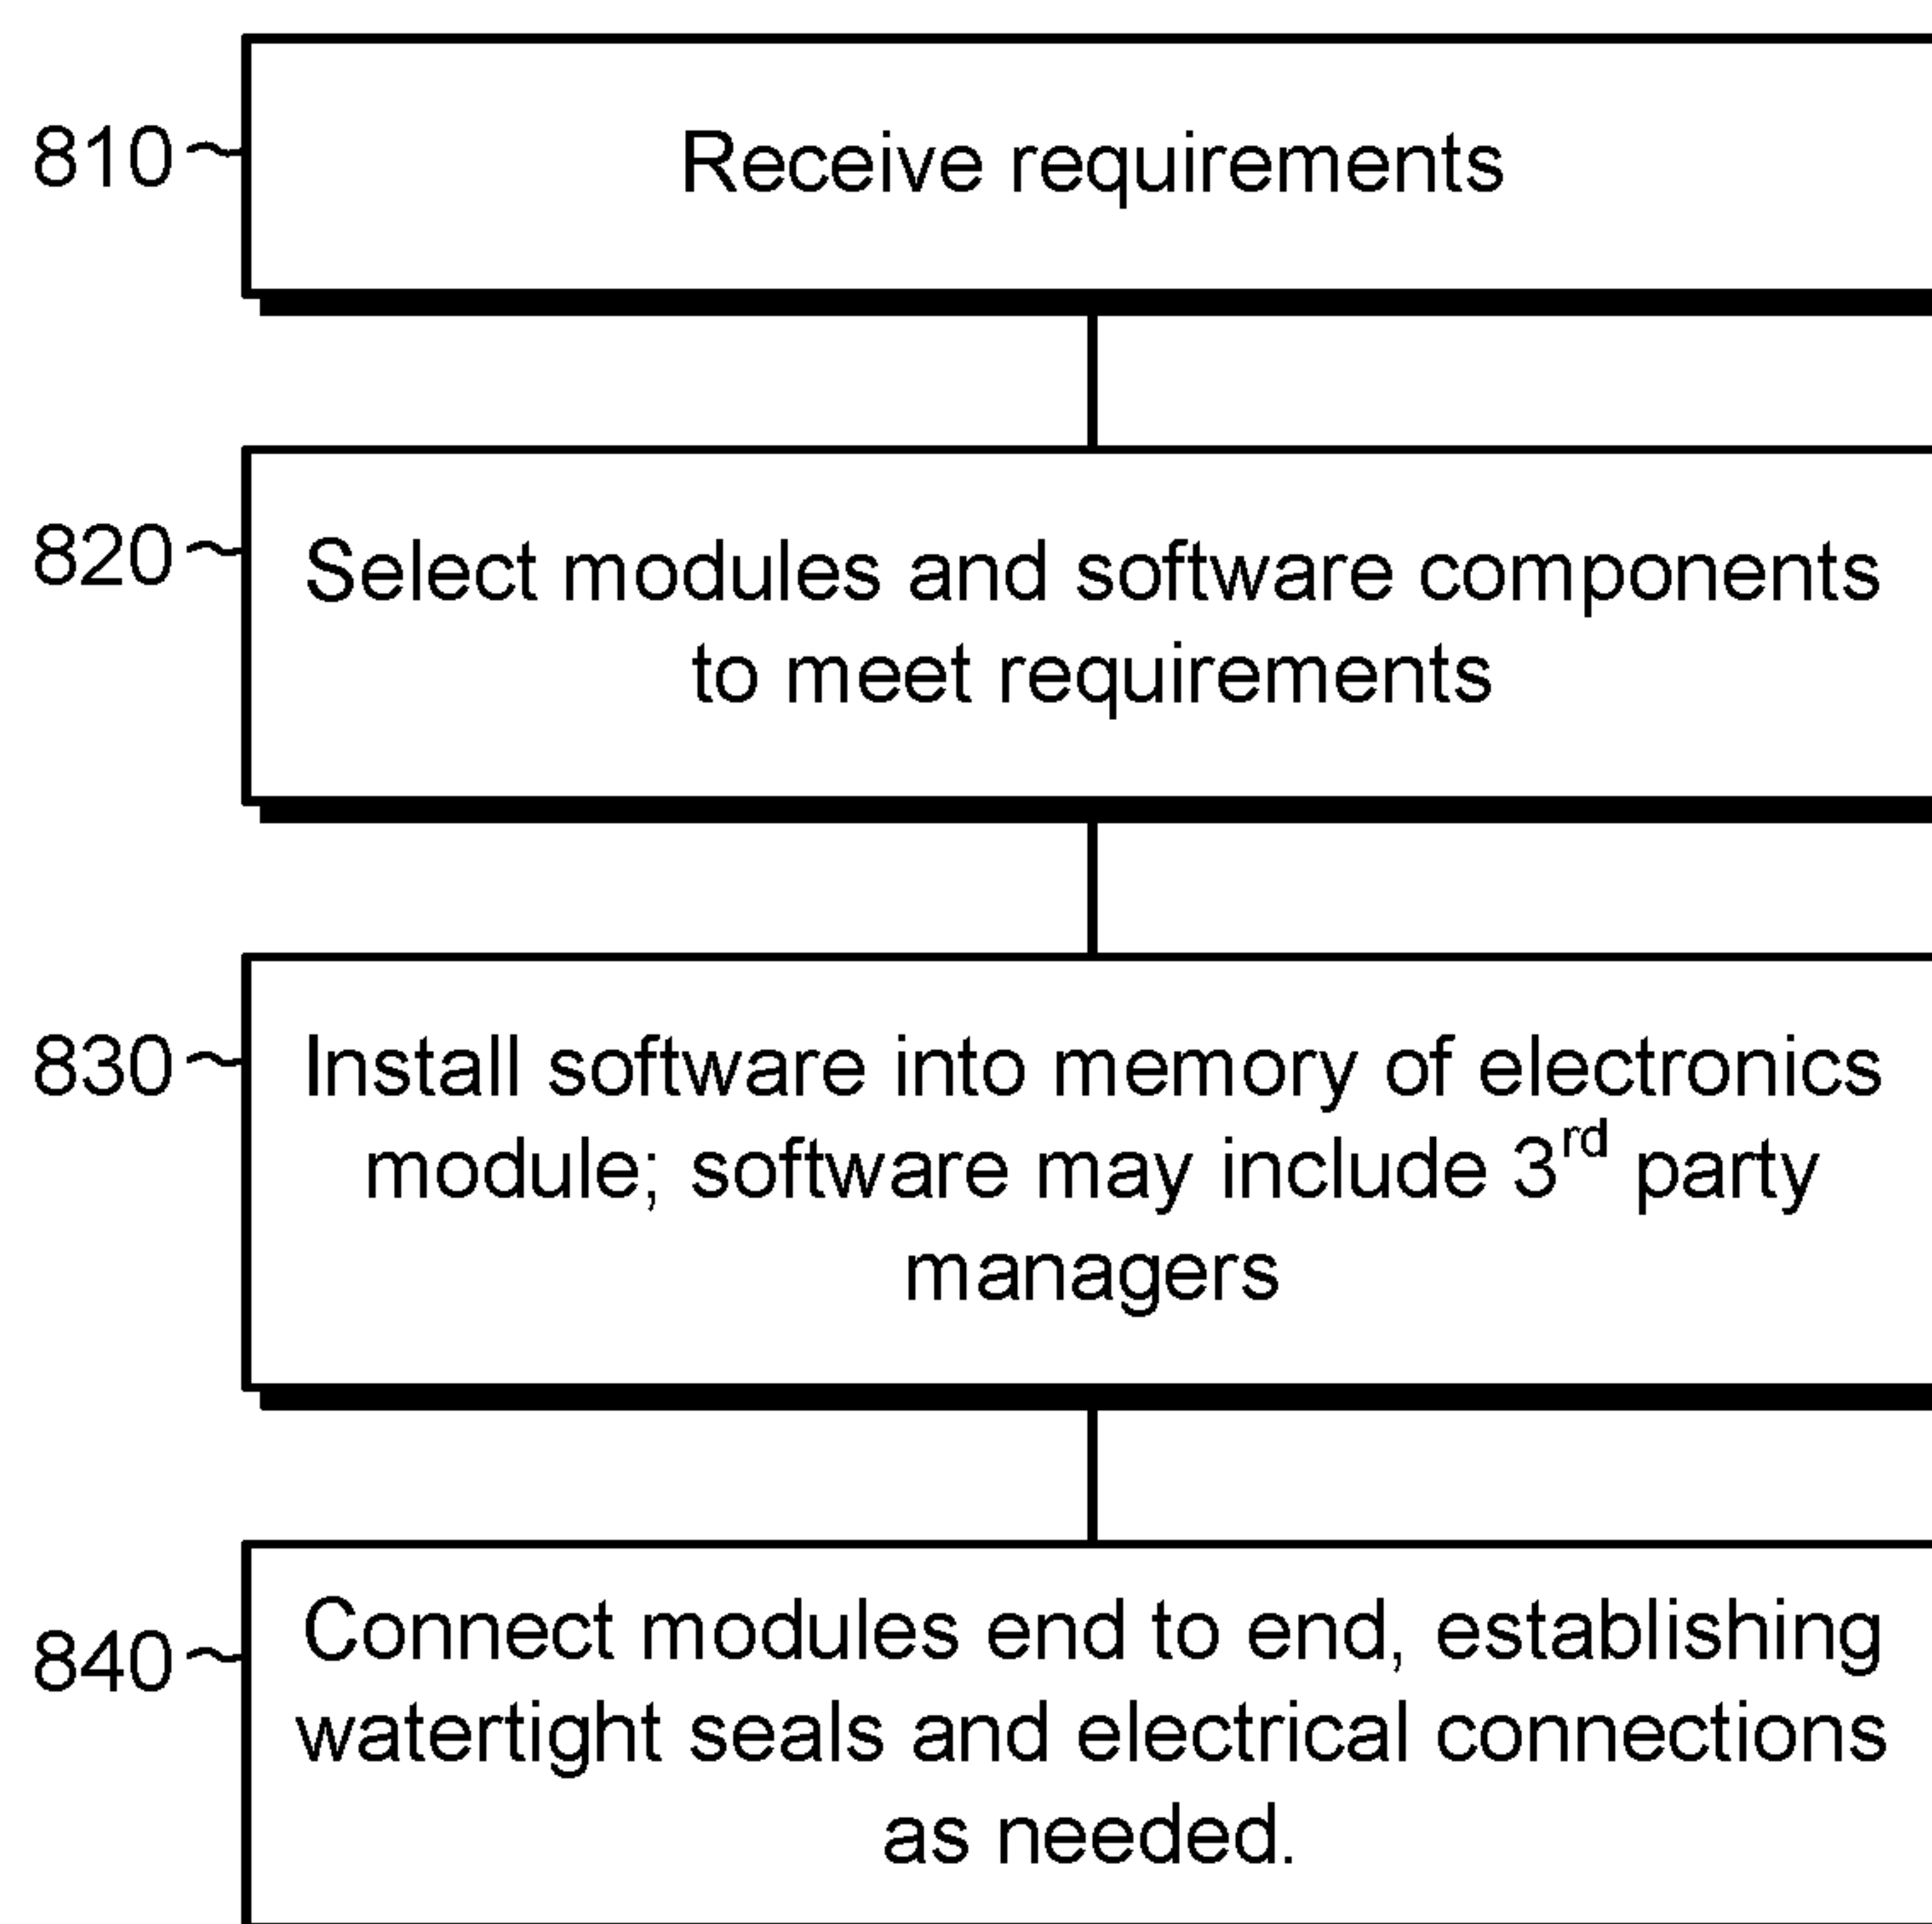 810
Receive requirements
820
Select modules and software components
to meet requirements
830
Install software into memory of electronics
module; software may include 3rd party
managers
840
Connect modules end to end, establishing
watertight seals and electrical connections
as needed.